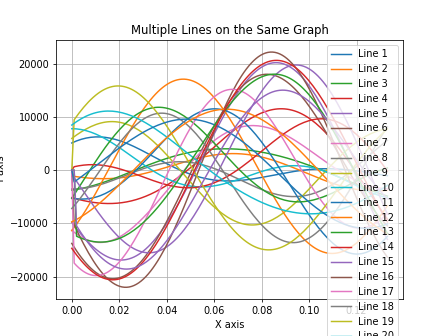 Multiple Lines on the Same Graph
20000
10000
0
−10000
−20000
0.00
0.02
0.04
0.06
0.08
0.10
X axis
Line 1
Line 2
Line 3
Line 4
Line 5
Line 6
Line 7
Line 8
Line 9
Line 10
Line 11
Line 12
Line 13
Line 14
Line 15
Line 16
Line 17
Line 18
Line 19
Line 20